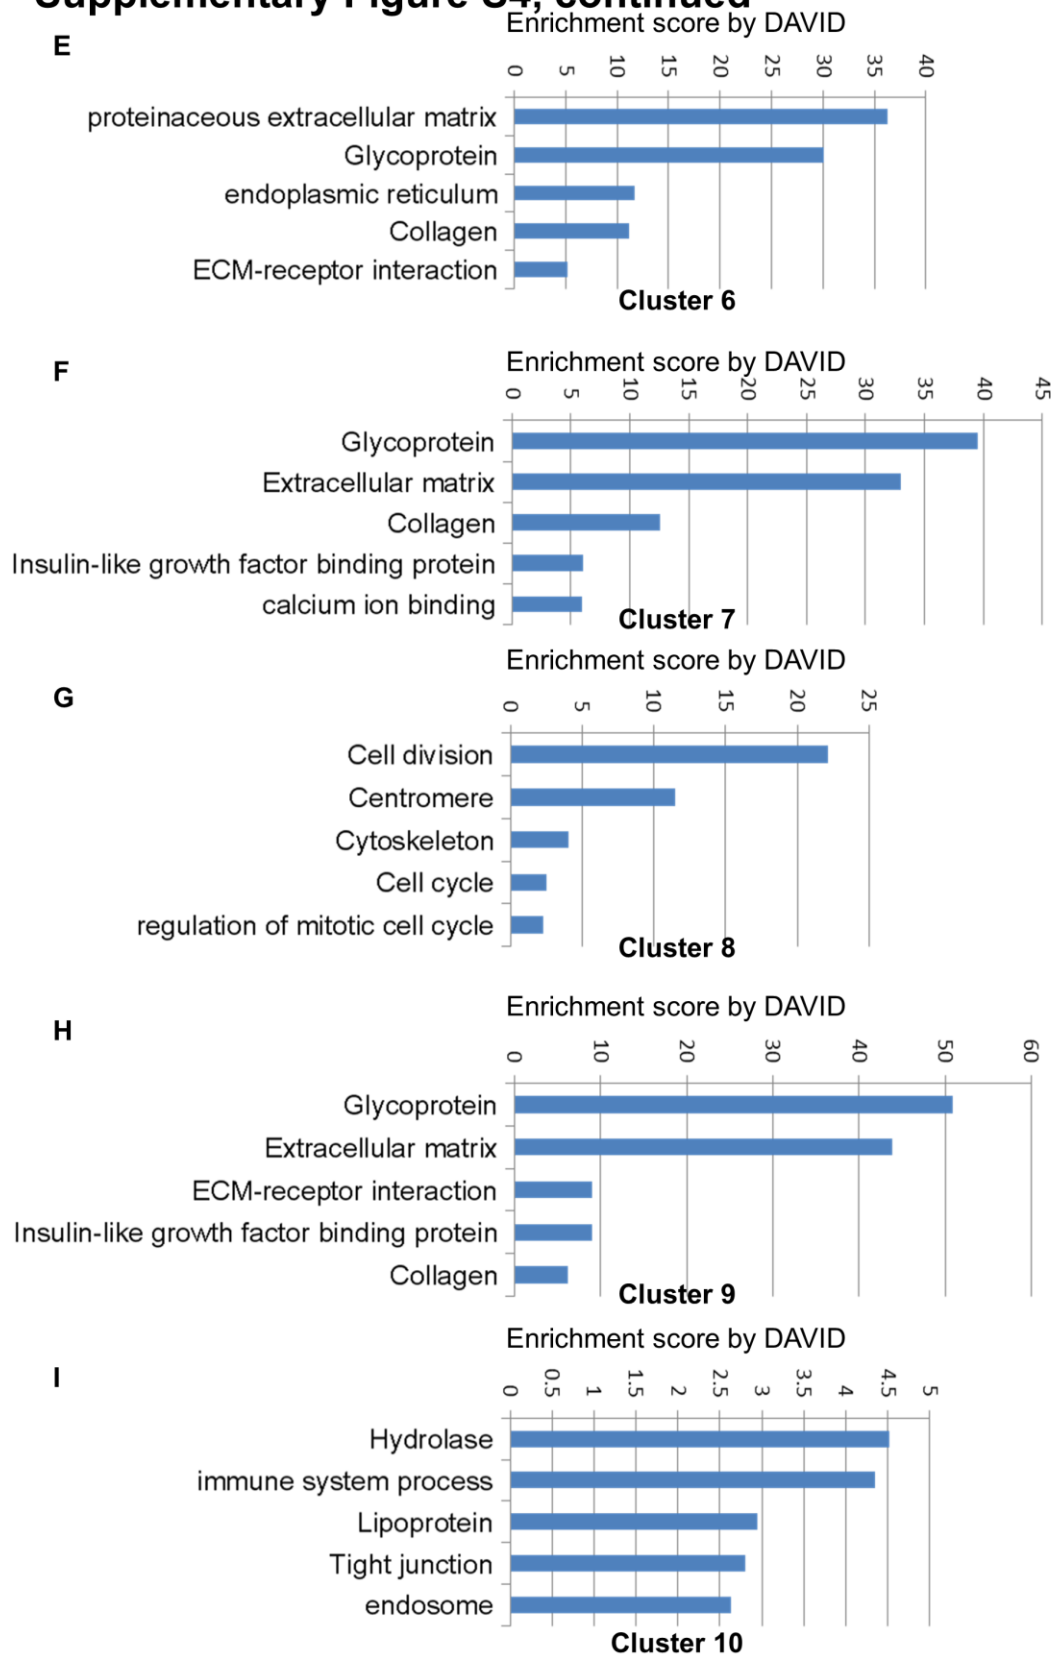 Supplementary Figure S4, continued
E
Enrichment score by DAVID
0 5 10 15 20 25 30 35 40
proteinaceous extracellular matrix
Glycoprotein
endoplasmic reticulum
Collagen
ECM-receptor interaction
Cluster 6
F
Enrichment score by DAVID
0 5 10 15 20 25 30 35 40 45
Glycoprotein
Extracellular matrix
Collagen
Insulin-like growth factor binding protein
calcium ion binding
Cluster 7
G
Enrichment score by DAVID
0 5 10 15 20 25
Cell division
Centromere
Cytoskeleton
Cell cycle
regulation of mitotic cell cycle
Cluster 8
H
Enrichment score by DAVID
0 10 20 30 40 50 60
Glycoprotein
Extracellular matrix
ECM-receptor interaction
Insulin-like growth factor binding protein
Collagen
Cluster 9
I
Enrichment score by DAVID
0 0.5 1 1.5 2 2.5 3 3.5 4 4.5 5
Hydrolase
immune system process
Lipoprotein
Tight junction
endosome
Cluster 10